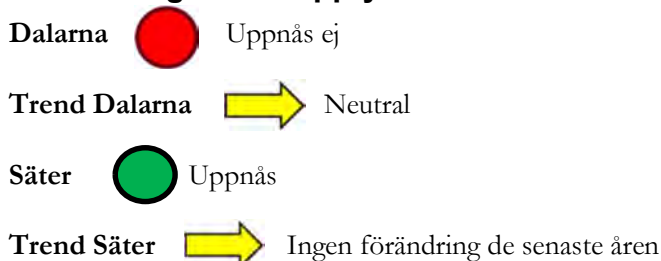 Dalarna Uppnås ej
Trend Dalarna Neutral
Säter Uppnås
Trend Säter Ingen förändring de senaste åren